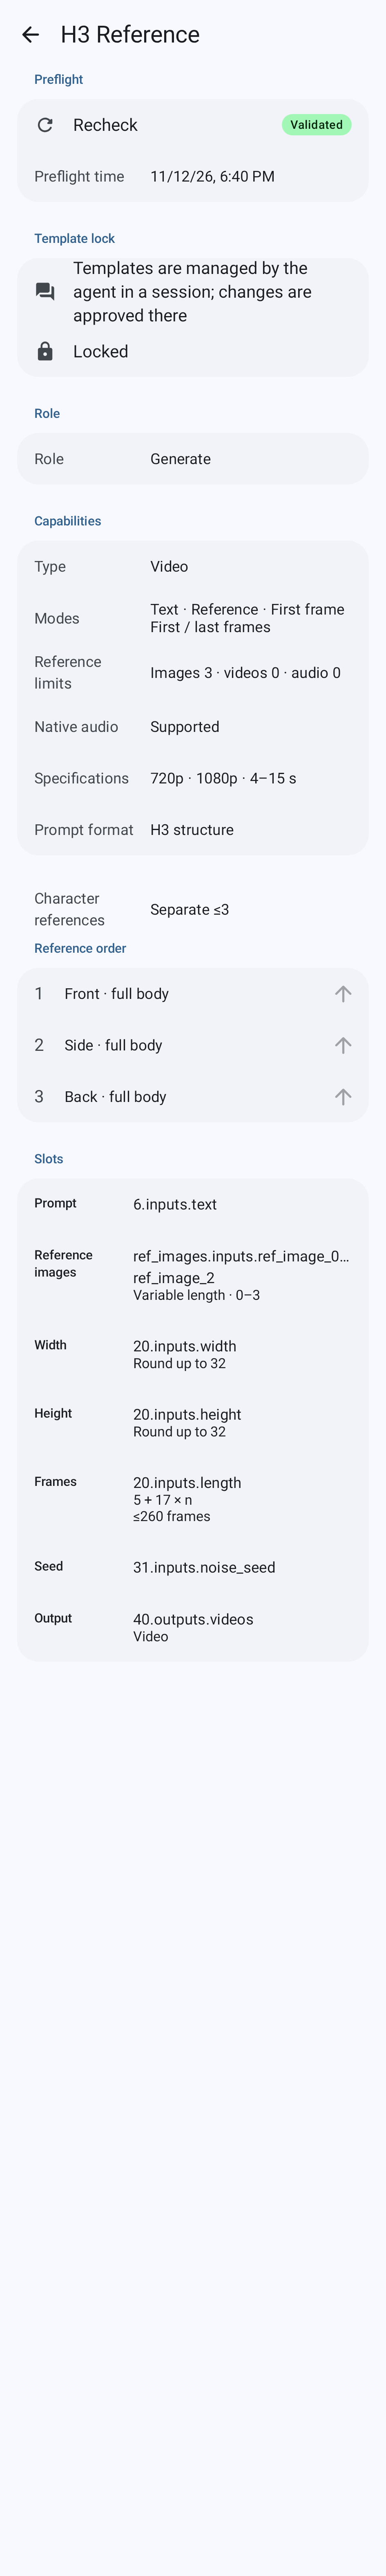 H3 Reference
Preflight
Recheck
Validated
Preflight time
11/12/26, 6:40 PM
Template lock
Templates are managed by the
agent in a session; changes are
approved there
Locked
Role
Role
Generate
Capabilities
Type
Video
Modes
Text · Reference · First frame
First / last frames
Reference
limits
Images 3 · videos 0 · audio 0
Native audio
Supported
Specifications
720p · 1080p · 4–15 s
Prompt format
H3 structure
Character
references
Separate ≤3
Reference order
1 Front · full body
2 Side · full body
3 Back · full body
Slots
Prompt
6.inputs.text
Reference
images
ref_images.inputs.ref_image_0…
ref_image_2
Variable length · 0–3
Width
20.inputs.width
Round up to 32
Height
20.inputs.height
Round up to 32
Frames
20.inputs.length
5 + 17 × n
≤260 frames
Seed
31.inputs.noise_seed
Output
40.outputs.videos
Video